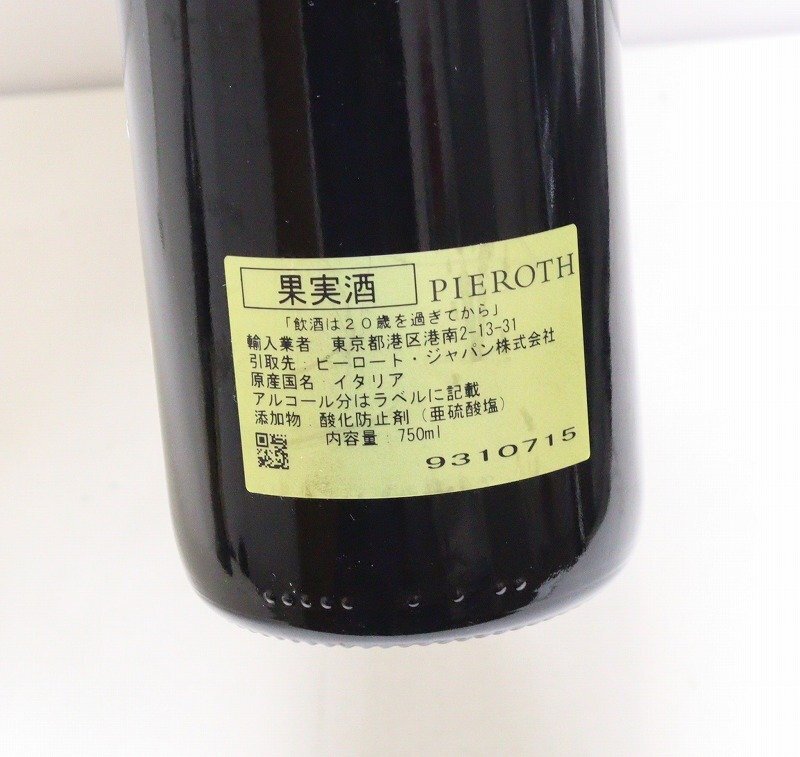 果実酒 PIEROTH
「飲酒は20歳を過ぎてから」
輸入業者 東京都港区港南2-13-31
引取先：ピーロート・ジャパン株式会社
原産国名：イタリア
アルコール分はラベルに記載
添加物：酸化防止剤（亜硫酸塩）
内容量：750ml
9310715